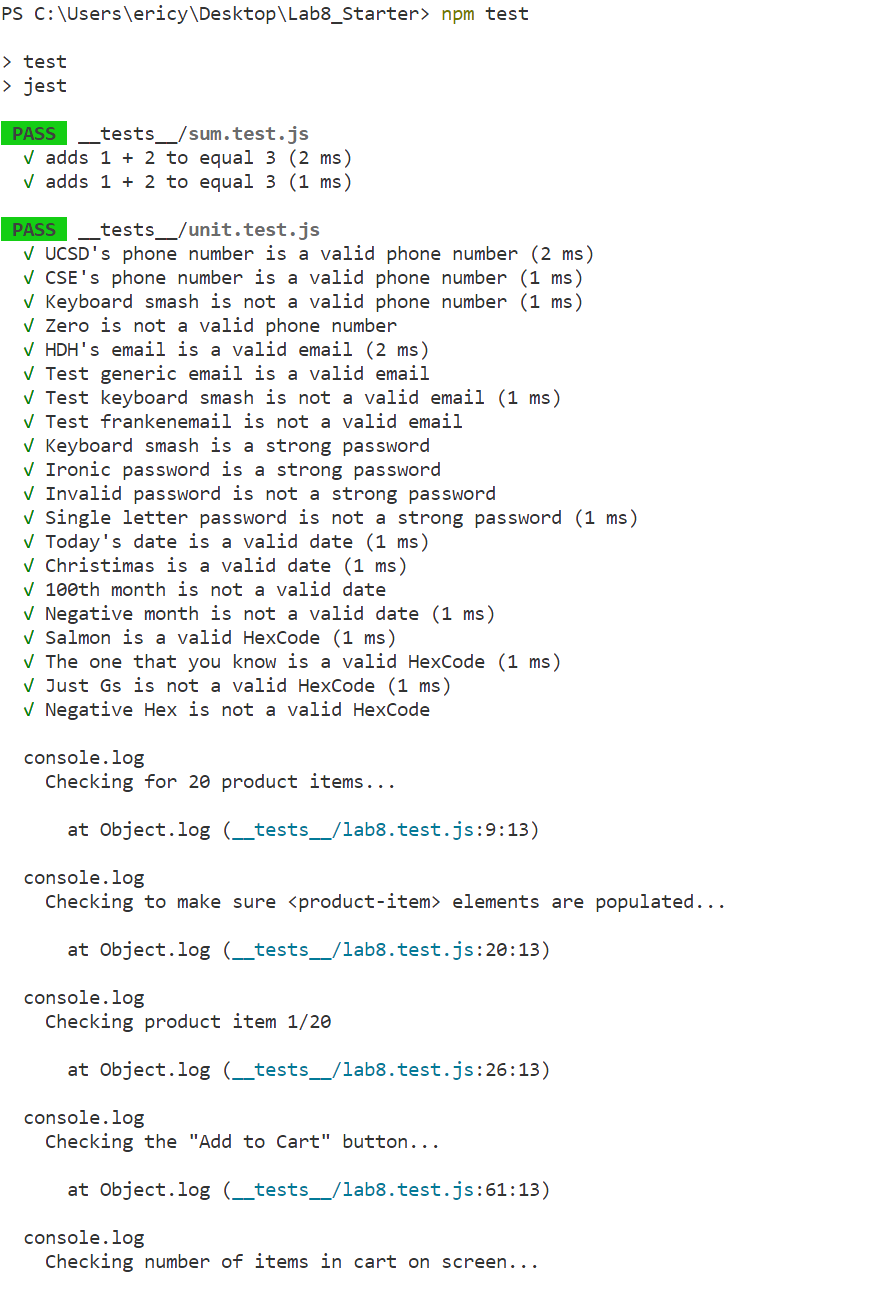 PS C:\Users\ericy\Desktop\Lab8_Starter> npm test
> test
> jest
PASS __tests__/sum.test.js
√ adds 1 + 2 to equal 3 (2 ms)
√ adds 1 + 2 to equal 3 (1 ms)
PASS __tests__/unit.test.js
√ UCSD's phone number is a valid phone number (2 ms)
√ CSE's phone number is a valid phone number (1 ms)
√ Keyboard smash is not a valid phone number (1 ms)
√ Zero is not a valid phone number
√ HDH's email is a valid email (2 ms)
√ Test generic email is a valid email
√ Test keyboard smash is not a valid email (1 ms)
√ Test frankenemail is not a valid email
√ Keyboard smash is a strong password
√ Ironic password is a strong password
√ Invalid password is not a strong password
√ Single letter password is not a strong password (1 ms)
√ Today's date is a valid date (1 ms)
√ Christimas is a valid date (1 ms)
√ 100th month is not a valid date
√ Negative month is not a valid date (1 ms)
√ Salmon is a valid HexCode (1 ms)
√ The one that you know is a valid HexCode (1 ms)
√ Just Gs is not a valid HexCode (1 ms)
√ Negative Hex is not a valid HexCode
console.log
Checking for 20 product items...
at Object.log (__tests__/lab8.test.js:9:13)
console.log
Checking to make sure <product-item> elements are populated...
at Object.log (__tests__/lab8.test.js:20:13)
console.log
Checking product item 1/20
at Object.log (__tests__/lab8.test.js:26:13)
console.log
Checking the "Add to Cart" button...
at Object.log (__tests__/lab8.test.js:61:13)
console.log
Checking number of items in cart on screen...